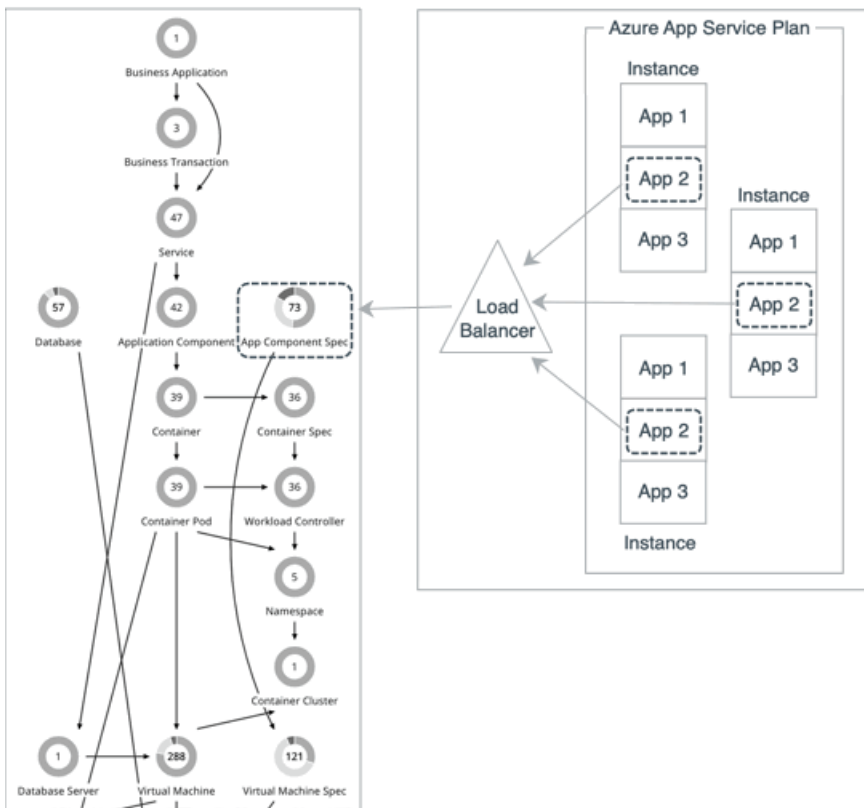 1
Business Application
3
Business Transaction
47
Service
57
Database
42
Application Component
73
App Component Spec
39
Container
36
Container Spec
39
Container Pod
36
Workload Controller
5
Namespace
1
Container Cluster
1
Database Server
288
Virtual Machine
121
Virtual Machine Spec
Azure App Service Plan
Instance
App 1
App 2
App 3
Instance
App 1
App 2
App 3
Load
Balancer
App 1
App 2
App 3
Instance